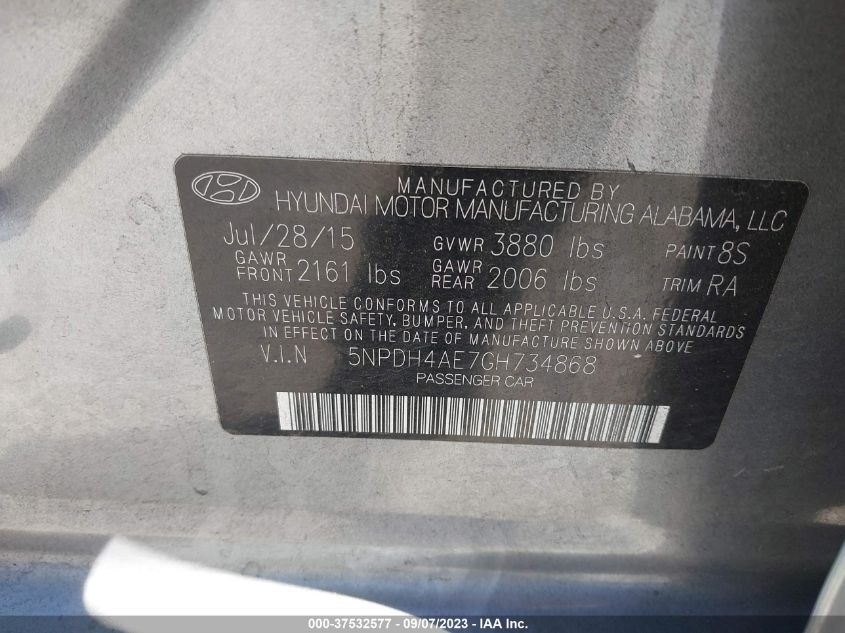 MANUFACTURED BY
HYUNDAI MOTOR MANUFACTURING ALABAMA, LLC
Jul/28/15 GVWR 3880 lbs PAINT 8S
GAWR FRONT 2161 lbs GAWR REAR 2006 lbs TRIM RA
THIS VEHICLE CONFORMS TO ALL APPLICABLE U.S.A. FEDERAL
MOTOR VEHICLE SAFETY, BUMPER, AND THEFT PREVENTION STANDARDS
IN EFFECT ON THE DATE OF MANUFACTURE SHOWN ABOVE
V.I.N 5NPDH4AE7GH734868
PASSENGER CAR
000-37532577 - 09/07/2023 - IAA Inc.